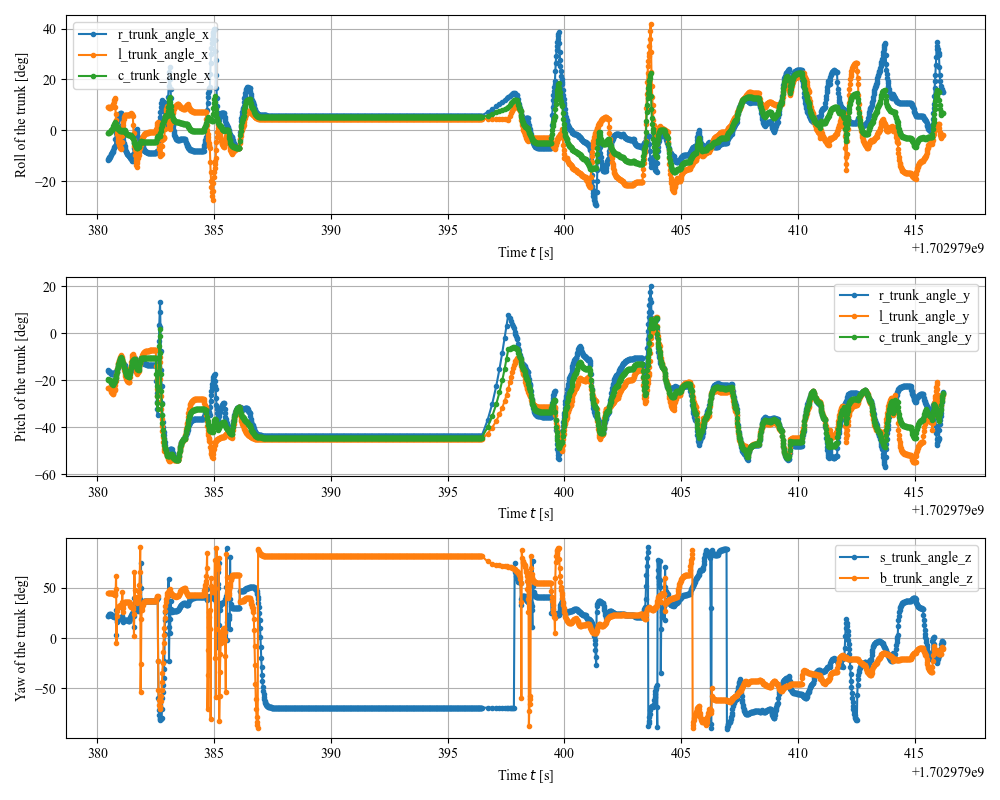 Roll of the trunk [deg]
40
20
0
−20
r_trunk_angle_x
l_trunk_angle_x
c_trunk_angle_x
380 385 390 395 400 405 410 415
+1.702979e9
Time t [s]
Pitch of the trunk [deg]
20
0
−20
−40
−60
r_trunk_angle_y
l_trunk_angle_y
c_trunk_angle_y
380 385 390 395 400 405 410 415
+1.702979e9
Time t [s]
Yaw of the trunk [deg]
50
0
−50
s_trunk_angle_z
b_trunk_angle_z
380 385 390 395 400 405 410 415
+1.702979e9
Time t [s]